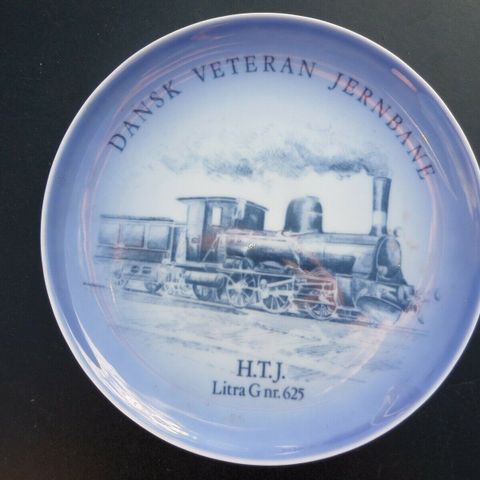 DANSK VETERAN JERNBANE
H.T.J.
Litra G nr. 625